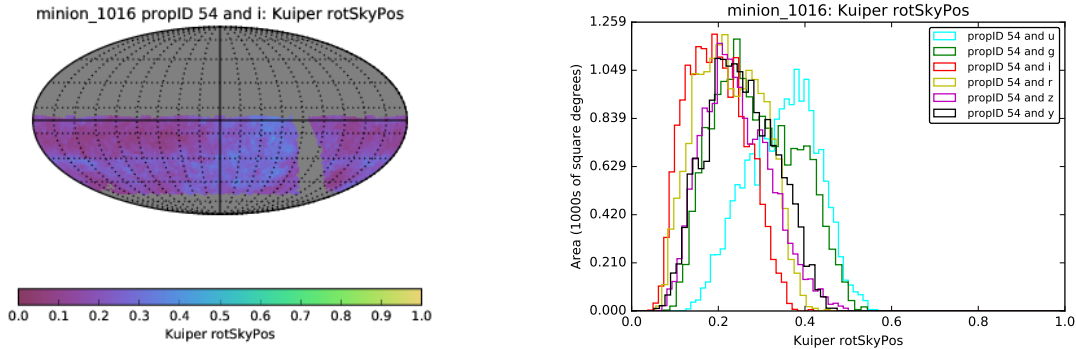 minion_1016 propID 54 and i: Kuiper rotSkyPos
0.0 0.1 0.2 0.3 0.4 0.5 0.6 0.7 0.8 0.9 1.0
Kuiper rotSkyPos
minion_1016: Kuiper rotSkyPos
1.259
1.049
0.839
0.629
0.420
0.210
0.000
Area (1000s of square degrees)
propID 54 and u
propID 54 and g
propID 54 and i
propID 54 and r
propID 54 and z
propID 54 and y
0.0 0.2 0.4 0.6 0.8 1.0
Kuiper rotSkyPos